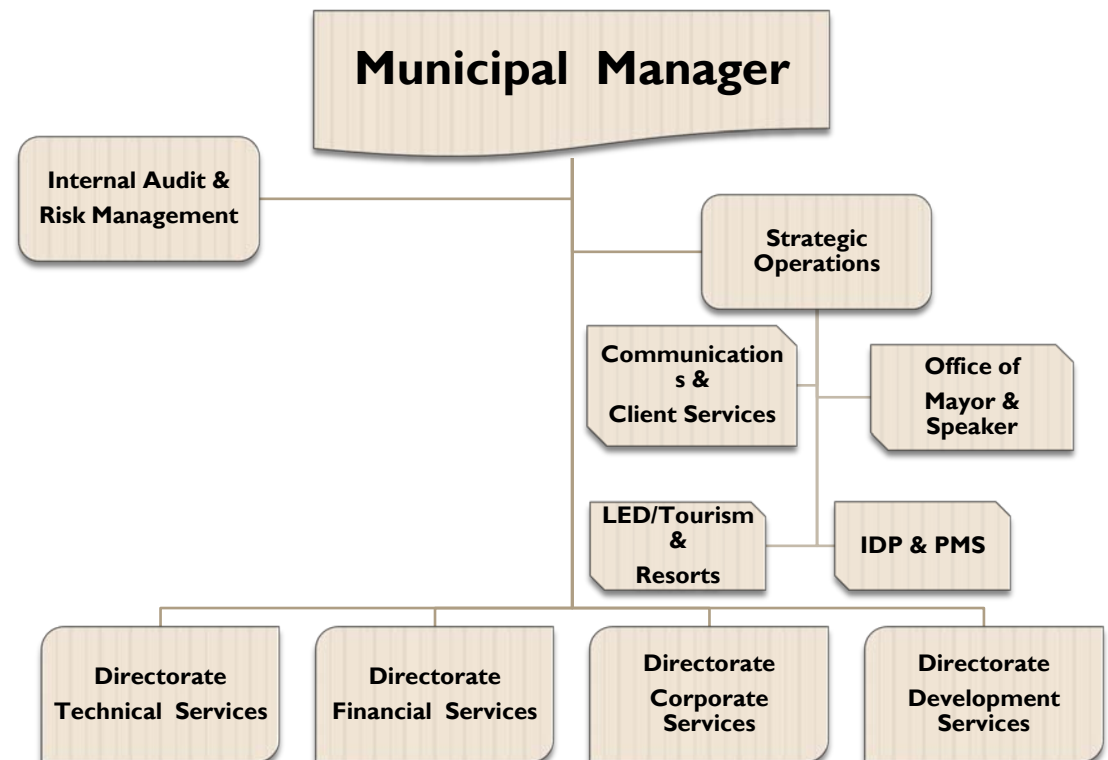 Municipal Manager
Internal Audit &
Risk Management
Strategic
Operations
Communication
s &
Client Services
Office of
Mayor &
Speaker
LED/Tourism
&
Resorts
IDP & PMS
Directorate
Technical Services
Directorate
Financial Services
Directorate
Corporate
Services
Directorate
Development
Services